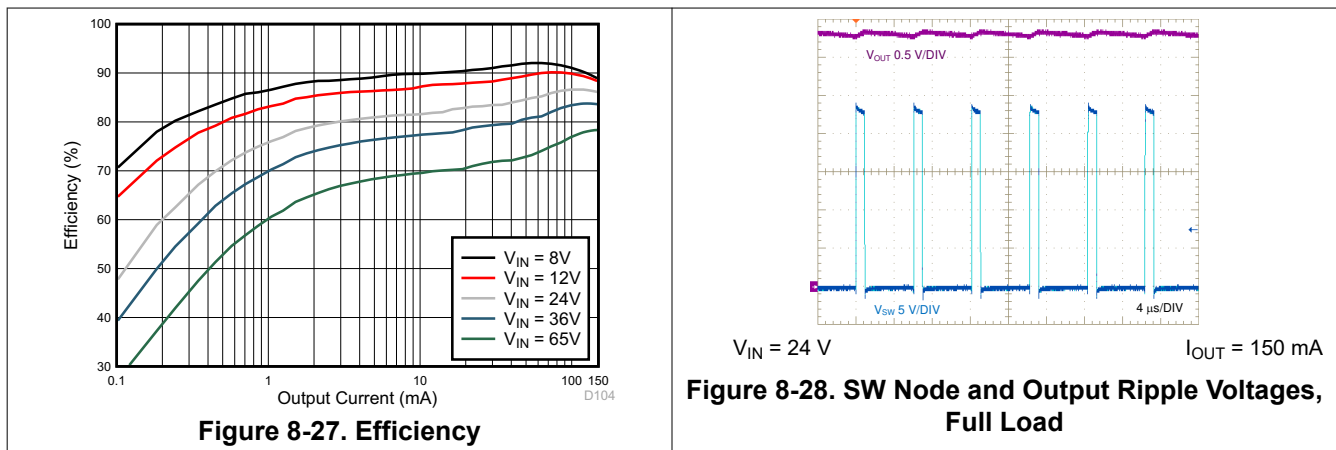 100
90
80
70
60
50
40
30
Efficiency (%)
0.1 1 10 100 150
Output Current (mA)
D104
V_IN = 8V
V_IN = 12V
V_IN = 24V
V_IN = 36V
V_IN = 65V
Figure 8-27. Efficiency
V_OUT 0.5 V/DIV
V_SW 5 V/DIV
4 μs/DIV
V_IN = 24 V
I_OUT = 150 mA
Figure 8-28. SW Node and Output Ripple Voltages,
Full Load